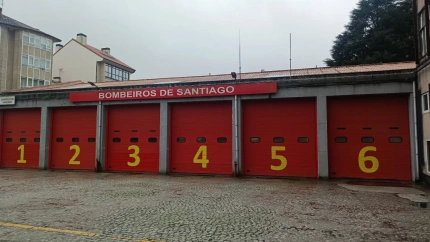 BOMBEIROS DE SANTIAGO
1 2 3 4 5 6